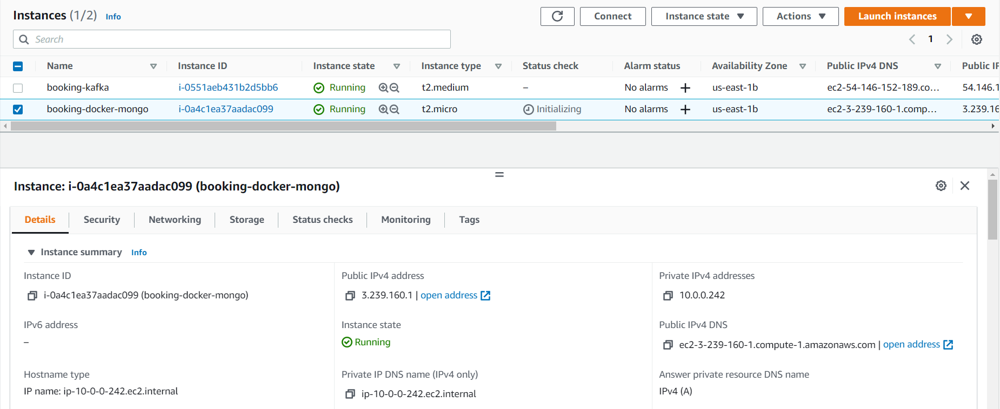 Instances (1/2) Info
Connect Instance state Actions Launch instances
Search
1
Name Instance ID Instance state Instance type Status check Alarm status Availability Zone Public IPv4 DNS Public IP
booking-kafka i-0551aeb431b2d5bb6 Running t2.medium – No alarms + us-east-1b ec2-54-146-152-189.co... 54.146.1
booking-docker-mongo i-0a4c1ea37aadac099 Running t2.micro Initializing No alarms + us-east-1b ec2-3-239-160-1.comp... 3.239.16
Instance: i-0a4c1ea37aadac099 (booking-docker-mongo)
Details Security Networking Storage Status checks Monitoring Tags
Instance summary Info
Instance ID Public IPv4 address Private IPv4 addresses
i-0a4c1ea37aadac099 (booking-docker-mongo) 3.239.160.1 | open address 10.0.0.242
IPv6 address Instance state Public IPv4 DNS
– Running ec2-3-239-160-1.compute-1.amazonaws.com | open address
Hostname type Private IP DNS name (IPv4 only) Answer private resource DNS name
IP name: ip-10-0-0-242.ec2.internal ip-10-0-0-242.ec2.internal IPv4 (A)